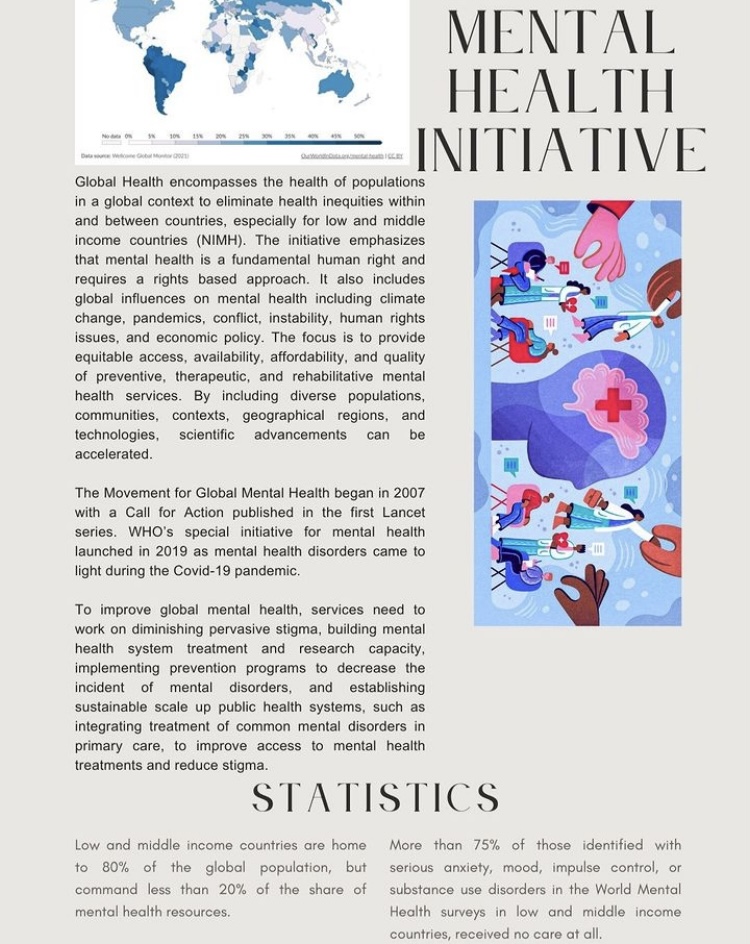 MENTAL
HEALTH
INITIATIVE
No data 0% 5% 10% 15% 20% 25% 30% 35% 40% 45% 50%
Data source: Wellcome Global Monitor (2021)
OurWorldInData.org/mental-health | CC BY
Global Health encompasses the health of populations
in a global context to eliminate health inequities within
and between countries, especially for low and middle
income countries (NIMH). The initiative emphasizes
that mental health is a fundamental human right and
requires a rights based approach. It also includes
global influences on mental health including climate
change, pandemics, conflict, instability, human rights
issues, and economic policy. The focus is to provide
equitable access, availability, affordability, and quality
of preventive, therapeutic, and rehabilitative mental
health services. By including diverse populations,
communities, contexts, geographical regions, and
technologies, scientific advancements can be
accelerated.
The Movement for Global Mental Health began in 2007
with a Call for Action published in the first Lancet
series. WHO's special initiative for mental health
launched in 2019 as mental health disorders came to
light during the Covid-19 pandemic.
To improve global mental health, services need to
work on diminishing pervasive stigma, building mental
health system treatment and research capacity,
implementing prevention programs to decrease the
incident of mental disorders, and establishing
sustainable scale up public health systems, such as
integrating treatment of common mental disorders in
primary care, to improve access to mental health
treatments and reduce stigma.
STATISTICS
Low and middle income countries are home
to 80% of the global population, but
command less than 20% of the share of
mental health resources.
More than 75% of those identified with
serious anxiety, mood, impulse control, or
substance use disorders in the World Mental
Health surveys in low and middle income
countries, received no care at all.